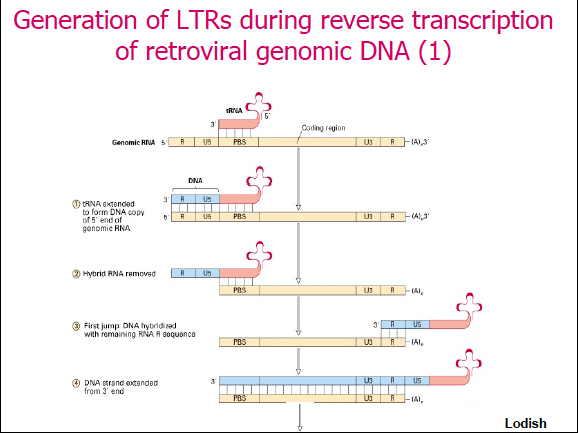 Generation of LTRs during reverse transcription
of retroviral genomic DNA (1)
tRNA
3'
5'
Coding region
Genomic RNA 5' R U5 PBS U3 R (A)n 3'
DNA
3' R U5
5' R U5 PBS U3 R (A)n 3'
1 tRNA extended
to form DNA copy
of 5' end of
genomic RNA
2 Hybrid RNA removed
R U5
PBS U3 R (A)n
3 First jump: DNA hybridized
with remaining RNA R sequence
3' R U5
PBS U3 R (A)n
4 DNA strand extended
from 3' end
3' U3 R U5
PBS U3 R (A)n
Lodish